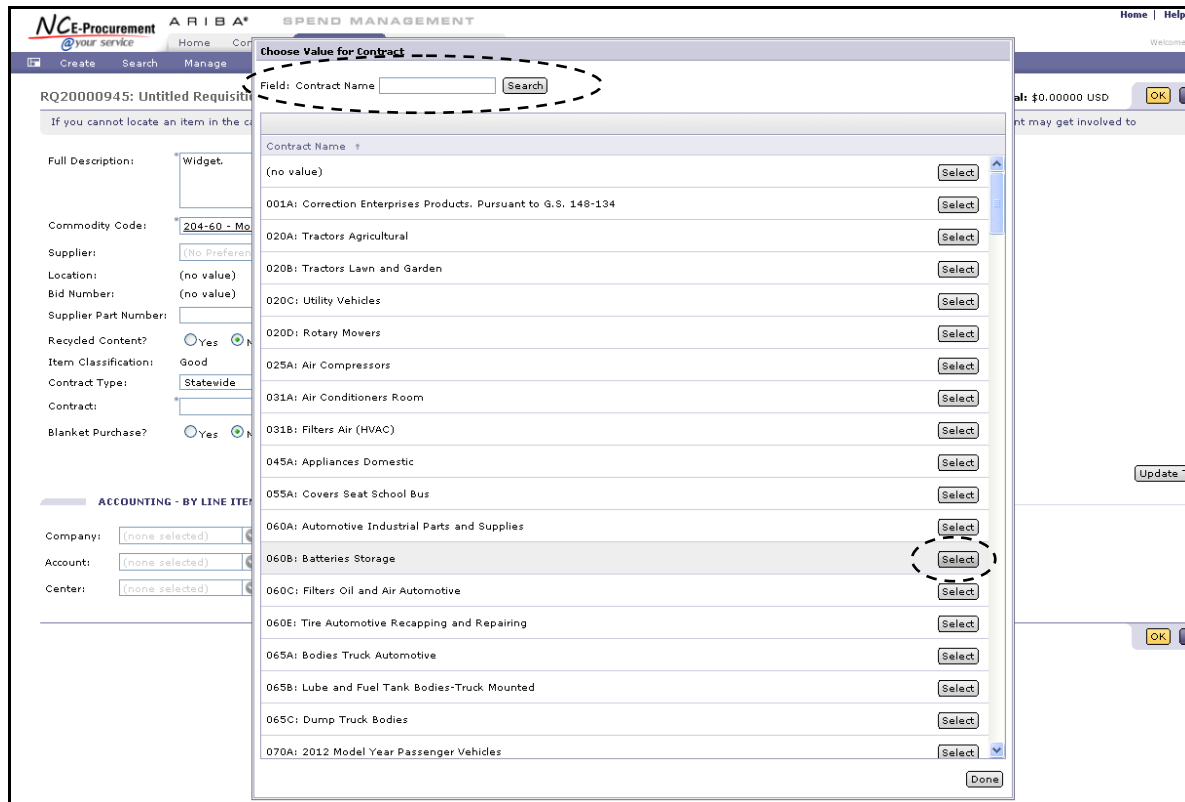 NCE-Procurement
@your service
ARIBA
SPEND MANAGEMENT
Home | Help
Home
Welcome
Create Search Manage
RQ20000945: Untitled Requisiti
al: $0.00000 USD
OK
If you cannot locate an item in the ca
nt may get involved to
Full Description: * Widget.
Commodity Code: * 204-60 - Mo
Supplier: (No Preferen
Location: (no value)
Bid Number: (no value)
Supplier Part Number:
Recycled Content? Yes N
Item Classification: Good
Contract Type: Statewide
Contract: *
Blanket Purchase? Yes N
Update T
ACCOUNTING - BY LINE ITE
Company: (none selected)
Account: (none selected)
Center: (none selected)
OK
Choose Value for Contract
Field: Contract Name Search
Contract Name ↑
(no value) Select
001A: Correction Enterprises Products. Pursuant to G.S. 148-134 Select
020A: Tractors Agricultural Select
020B: Tractors Lawn and Garden Select
020C: Utility Vehicles Select
020D: Rotary Mowers Select
025A: Air Compressors Select
031A: Air Conditioners Room Select
031B: Filters Air (HVAC) Select
045A: Appliances Domestic Select
055A: Covers Seat School Bus Select
060A: Automotive Industrial Parts and Supplies Select
060B: Batteries Storage Select
060C: Filters Oil and Air Automotive Select
060E: Tire Automotive Recapping and Repairing Select
065A: Bodies Truck Automotive Select
065B: Lube and Fuel Tank Bodies-Truck Mounted Select
065C: Dump Truck Bodies Select
070A: 2012 Model Year Passenger Vehicles Select
Done